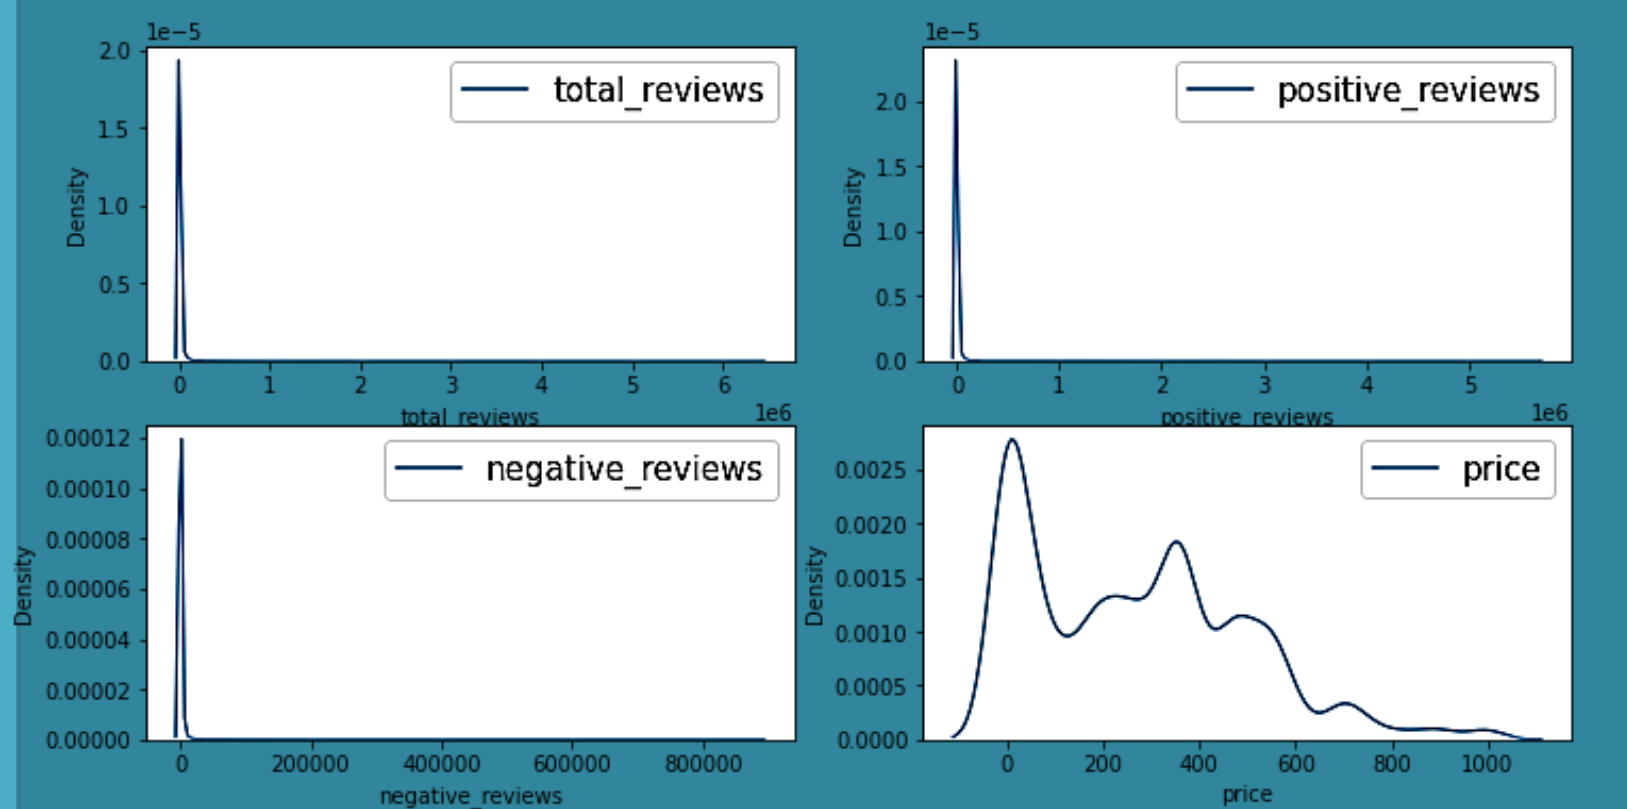 1e−5
2.0
1.5
1.0
0.5
0.0
Density
total_reviews
0 1 2 3 4 5 6
1e6
total_reviews
1e−5
2.0
1.5
1.0
0.5
0.0
Density
positive_reviews
0 1 2 3 4 5
1e6
positive_reviews
0.00012
0.00010
0.00008
0.00006
0.00004
0.00002
0.00000
Density
negative_reviews
0 200000 400000 600000 800000
negative_reviews
0.0025
0.0020
0.0015
0.0010
0.0005
0.0000
Density
price
0 200 400 600 800 1000
price